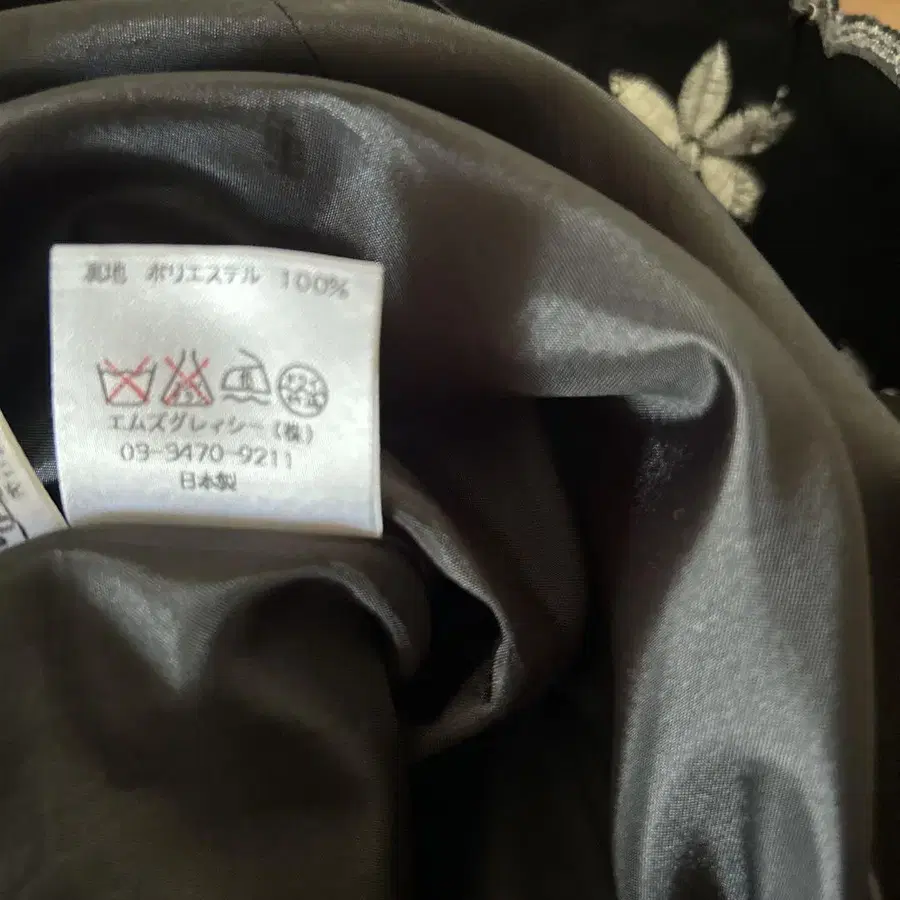 裏地 ポリエステル 100%
エムズグレィシー(株)
03-3470-9211
日本製